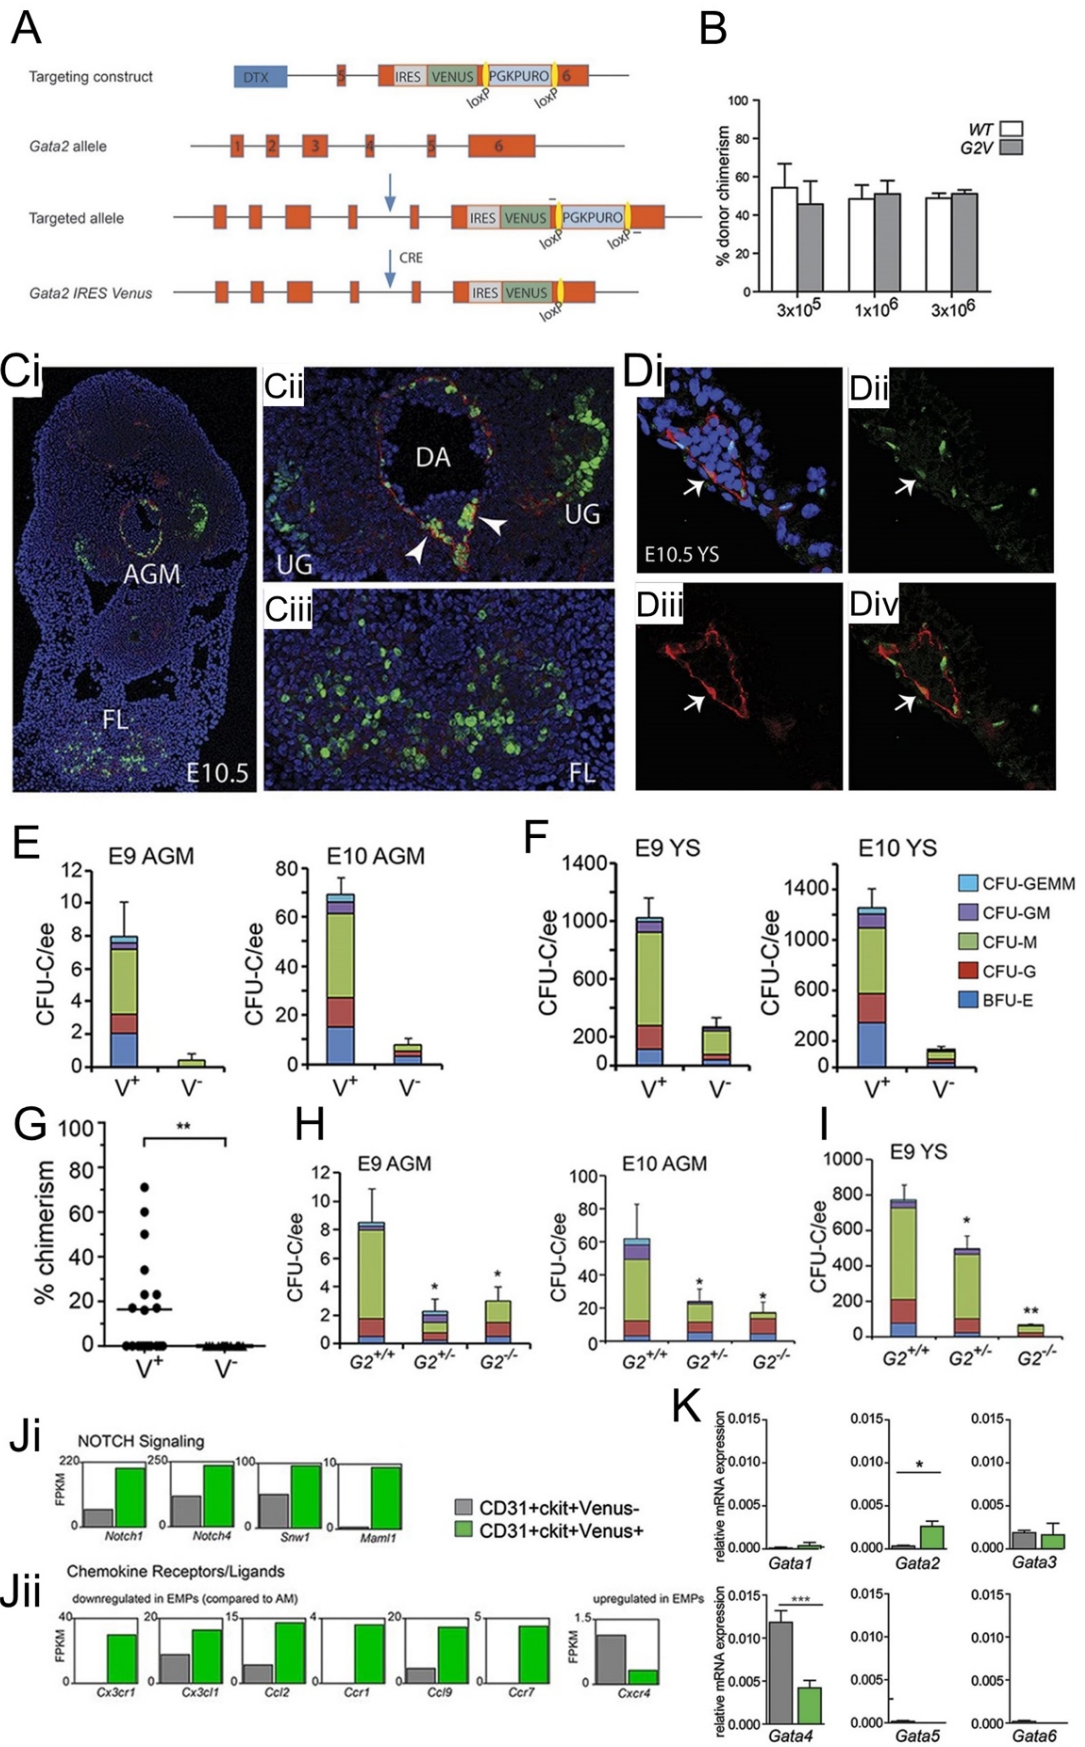 A
Targeting construct
DTX
5
IRES VENUS PGKPURO 6
loxP loxP
Gata2 allele
1 2 3 4 5 6
Targeted allele
IRES VENUS PGKPURO
loxP loxP
CRE
Gata2 IRES Venus
IRES VENUS
loxP
B
% donor chimerism
100
80
60
40
20
0
WT
G2V
3x10⁵ 1x10⁶ 3x10⁶
Ci
AGM
FL
E10.5
Cii
DA
UG
UG
Ciii
FL
Di
E10.5 YS
Dii
Diii
Div
E
E9 AGM
CFU-C/ee
12
10
8
6
4
2
0
V⁺ V⁻
E10 AGM
CFU-C/ee
80
60
40
20
0
V⁺ V⁻
F
E9 YS
CFU-C/ee
1400
1000
600
200
0
V⁺ V⁻
E10 YS
CFU-C/ee
1400
1000
600
200
0
V⁺ V⁻
CFU-GEMM
CFU-GM
CFU-M
CFU-G
BFU-E
G
% chimerism
100
80
60
40
20
0
**
V⁺ V⁻
H
E9 AGM
CFU-C/ee
12
10
8
6
4
2
0
* *
G2⁺/⁺ G2⁺/⁻ G2⁻/⁻
E10 AGM
CFU-C/ee
100
80
60
40
20
0
* *
G2⁺/⁺ G2⁺/⁻ G2⁻/⁻
I
E9 YS
CFU-C/ee
1000
800
600
400
200
0
* **
G2⁺/⁺ G2⁺/⁻ G2⁻/⁻
Ji
NOTCH Signaling
FPKM
220 250 100 10
0 0 0 0
Notch1 Notch4 Snw1 Maml1
CD31+ckit+Venus-
CD31+ckit+Venus+
Jii
Chemokine Receptors/Ligands
downregulated in EMPs (compared to AM)
FPKM
40 20 15 4 20 5
0 0 0 0 0 0
Cx3cr1 Cx3cl1 Ccl2 Ccr1 Ccl9 Ccr7
upregulated in EMPs
FPKM
1.5
0
Cxcr4
K
relative mRNA expression
0.015 0.015 0.015
0.010 0.010 0.010
0.005 0.005 0.005
0.000 0.000 0.000
*
Gata1 Gata2 Gata3
relative mRNA expression
0.015 0.015 0.015
0.010 0.010 0.010
0.005 0.005 0.005
0.000 0.000 0.000
***
Gata4 Gata5 Gata6